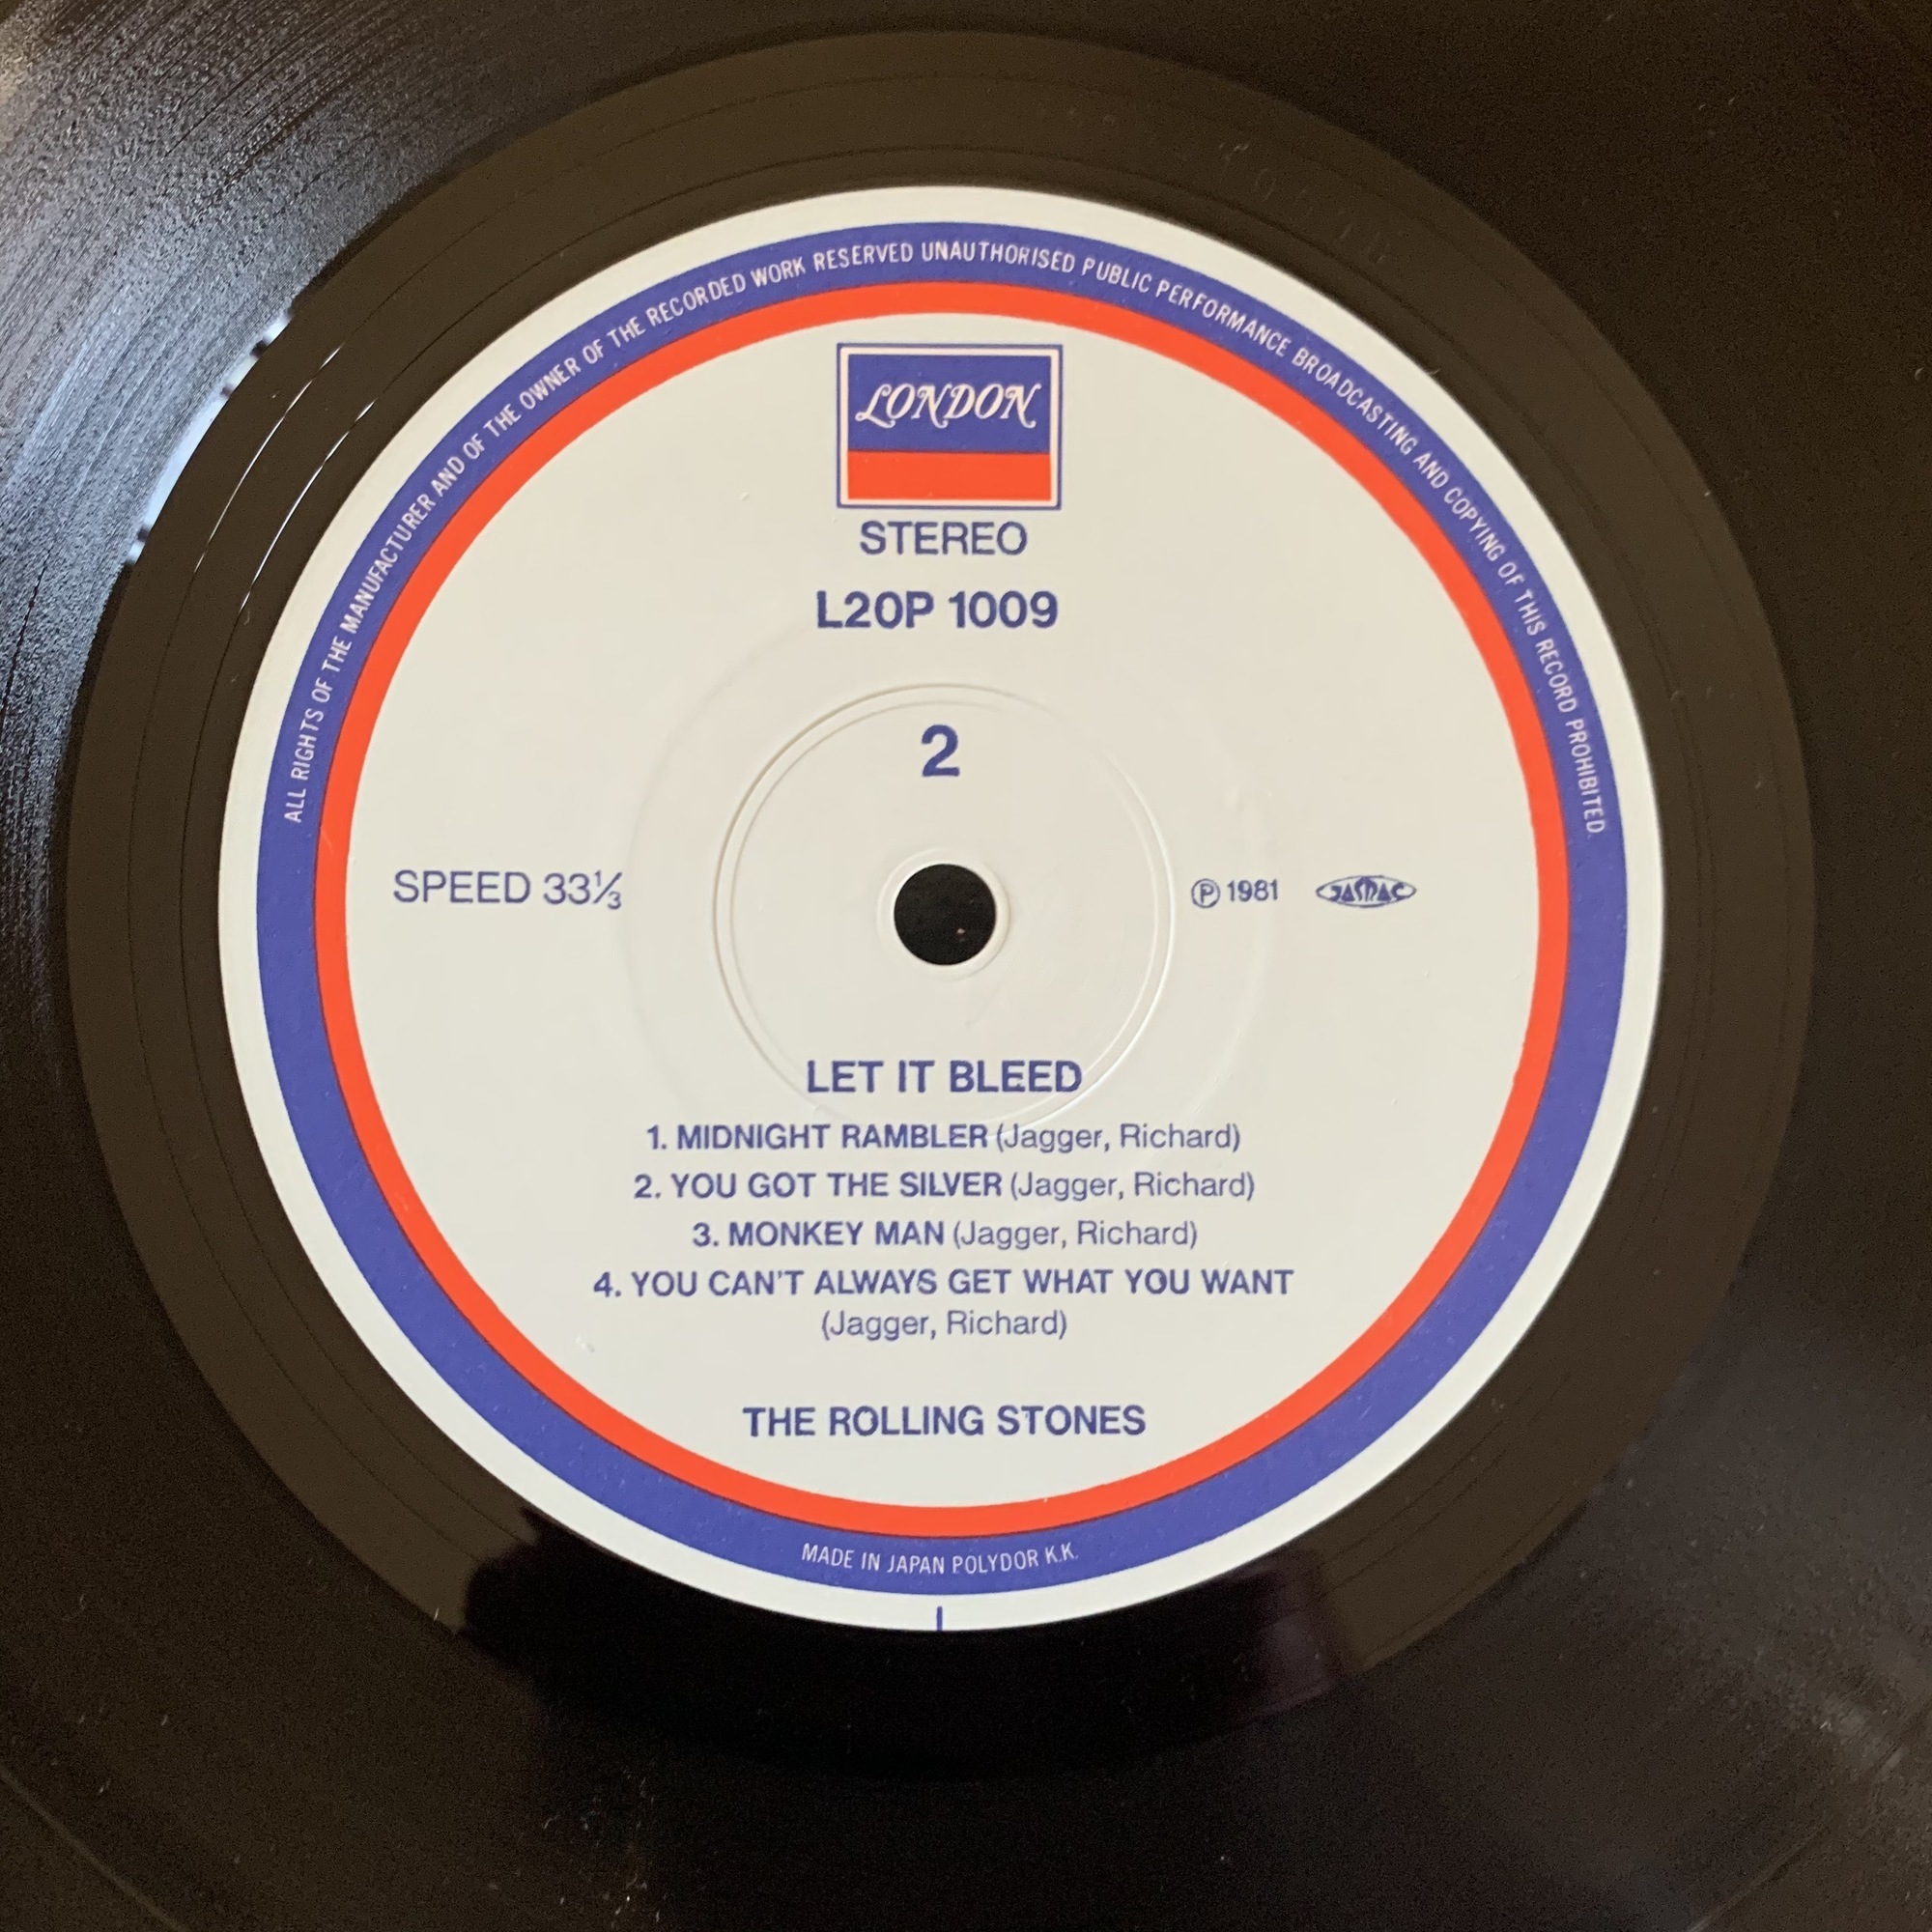 ALL RIGHTS OF THE MANUFACTURER AND OF THE OWNER OF THE RECORDED WORK RESERVED UNAUTHORISED PUBLIC PERFORMANCE BROADCASTING AND COPYING OF THIS RECORD PROHIBITED.
LONDON
STEREO
L20P 1009
2
SPEED 33⅓
Ⓟ 1981 JASRAC
LET IT BLEED
1. MIDNIGHT RAMBLER (Jagger, Richard)
2. YOU GOT THE SILVER (Jagger, Richard)
3. MONKEY MAN (Jagger, Richard)
4. YOU CAN'T ALWAYS GET WHAT YOU WANT
(Jagger, Richard)
THE ROLLING STONES
MADE IN JAPAN POLYDOR K.K.